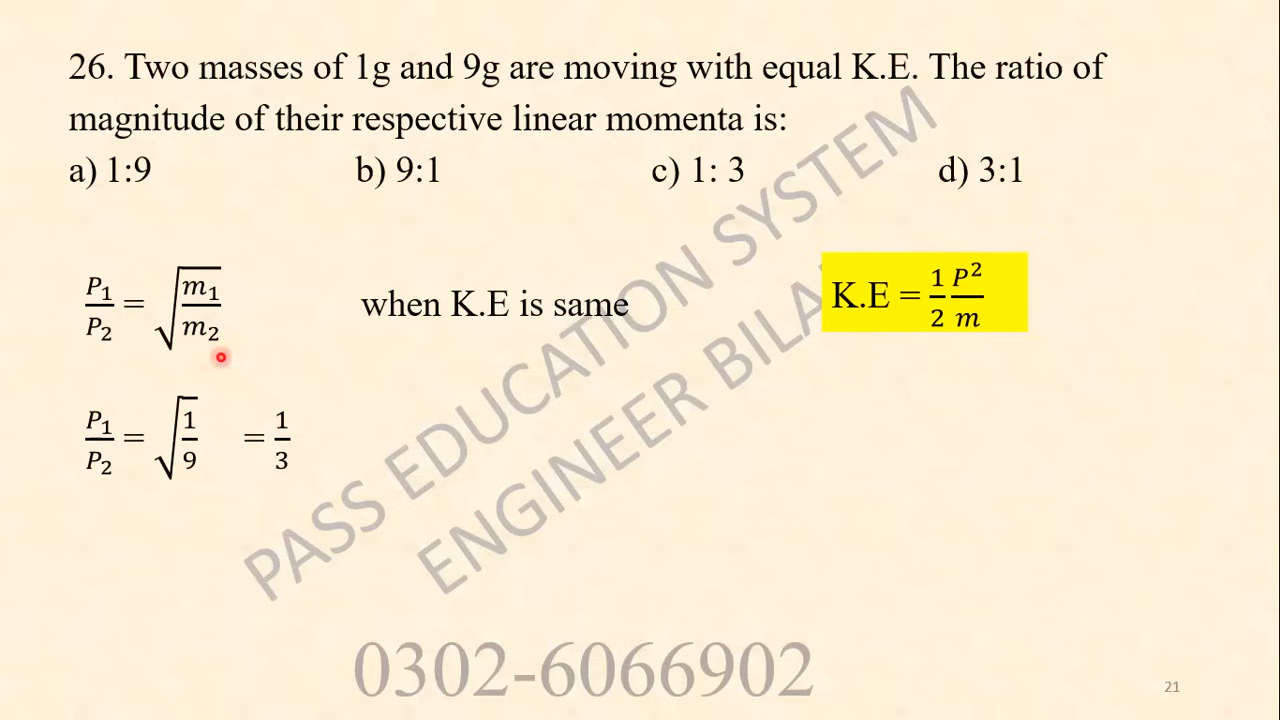 26. Two masses of 1g and 9g are moving with equal K.E. The ratio of
magnitude of their respective linear momenta is:
a) 1:9 b) 9:1 c) 1: 3 d) 3:1
P₁/P₂ = √(m₁/m₂) when K.E is same K.E = 1/2 P²/m
P₁/P₂ = √(1/9) = 1/3
PASS EDUCATION SYSTEM
ENGINEER BILA
0302-6066902
21